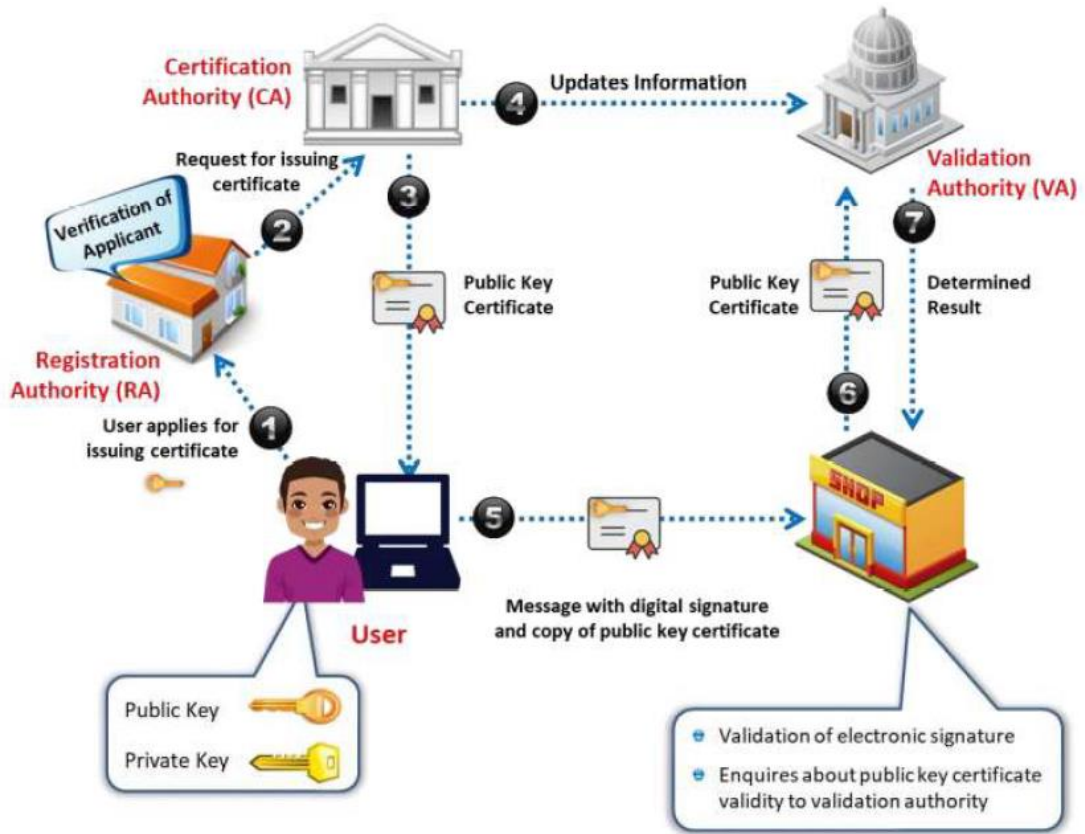 Certification
Authority (CA)
4
Updates Information
Validation
Authority (VA)
Request for issuing
certificate
3
2
Verification of
Applicant
7
Public Key
Certificate
Public Key
Certificate
Determined
Result
Registration
Authority (RA)
1
6
User applies for
issuing certificate
SHOP
5
Message with digital signature
and copy of public key certificate
User
Public Key
Private Key
Validation of electronic signature
Enquires about public key certificate
validity to validation authority